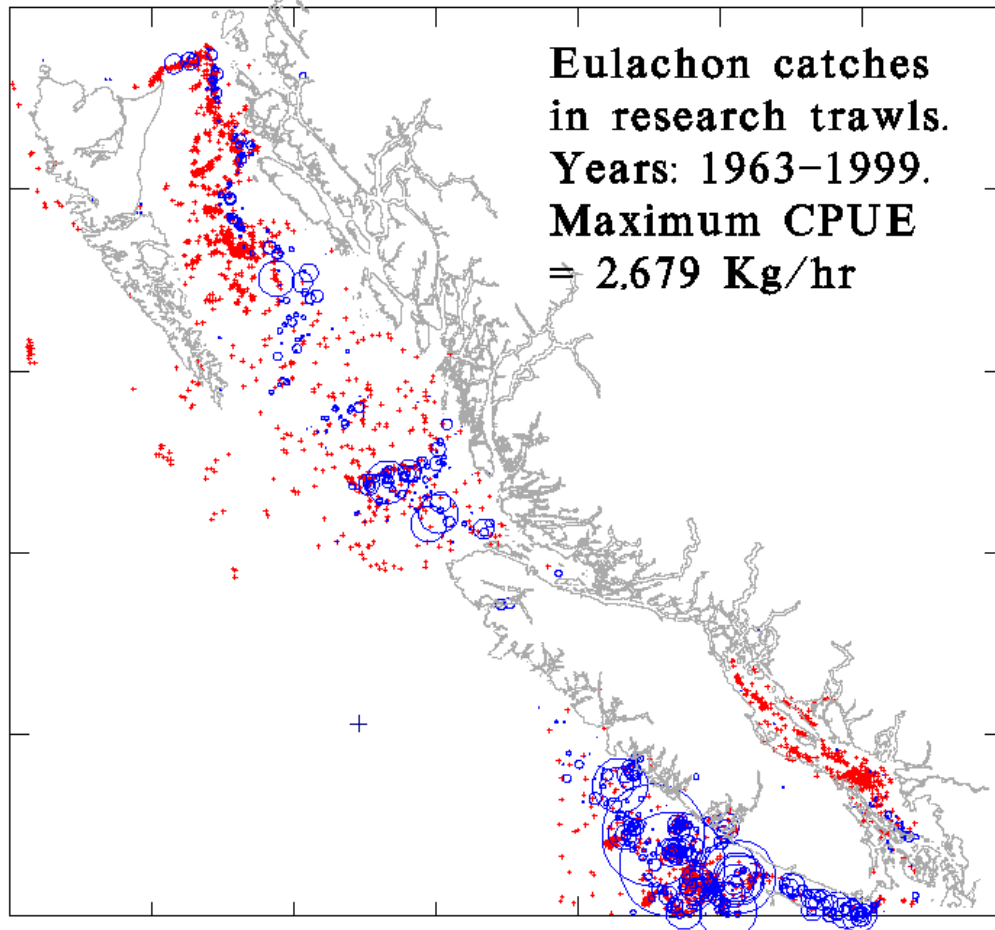 Eulachon catches
in research trawls.
Years: 1963–1999.
Maximum CPUE
= 2.679 Kg/hr